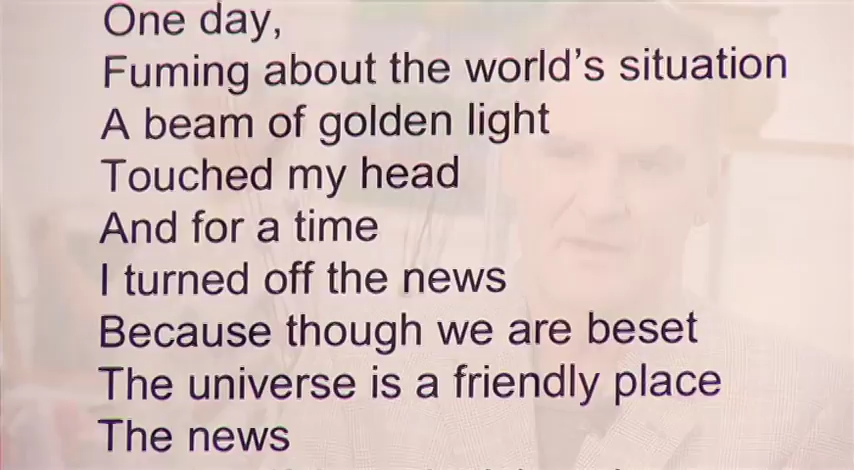 One day,
Fuming about the world's situation
A beam of golden light
Touched my head
And for a time
I turned off the news
Because though we are beset
The universe is a friendly place
The news